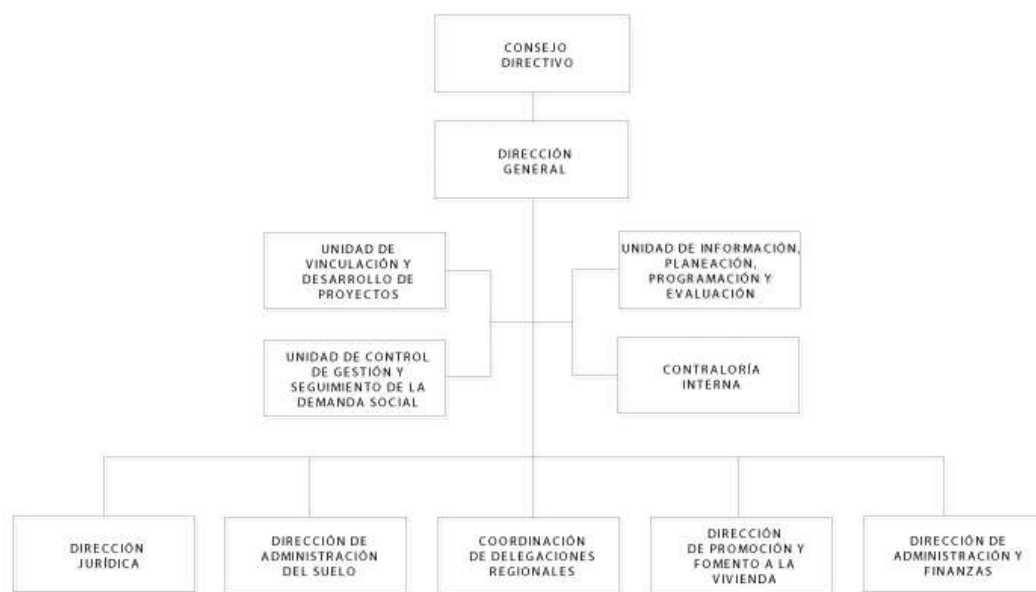 CONSEJO
DIRECTIVO
DIRECCIÓN
GENERAL
UNIDAD DE
VINCULACIÓN Y
DESARROLLO DE
PROYECTOS
UNIDAD DE INFORMACIÓN,
PLANEACIÓN,
PROGRAMACIÓN Y
EVALUACIÓN
UNIDAD DE CONTROL
DE GESTIÓN Y
SEGUIMIENTO DE LA
DEMANDA SOCIAL
CONTRALORÍA
INTERNA
DIRECCIÓN
JURÍDICA
DIRECCIÓN DE
ADMINISTRACIÓN
DEL SUELO
COORDINACIÓN
DE DELEGACIONES
REGIONALES
DIRECCIÓN
DE PROMOCIÓN Y
FOMENTO A LA
VIVIENDA
DIRECCIÓN DE
ADMINISTRACIÓN Y
FINANZAS